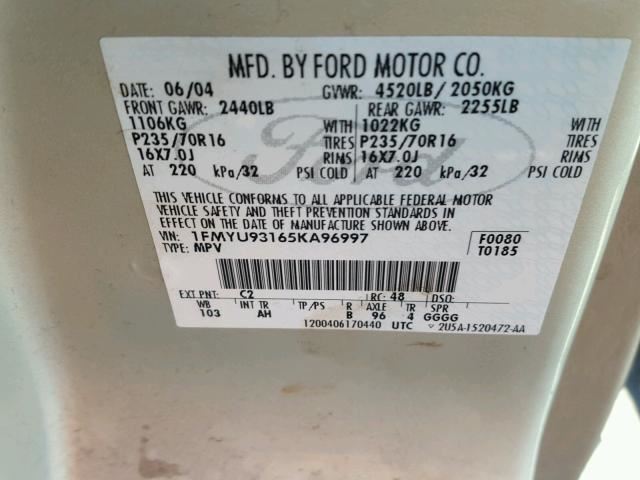 MFD. BY FORD MOTOR CO.
DATE: 06/04 GVWR: 4520LB/ 2050KG
FRONT GAWR: 2440LB REAR GAWR: 2255LB
1106KG WITH 1022KG WITH
P235/70R16 TIRES P235/70R16 TIRES
16X7.0J RIMS 16X7.0J RIMS
AT 220 kPa/32 PSI COLD AT 220 kPa/32 PSI COLD
THIS VEHICLE CONFORMS TO ALL APPLICABLE FEDERAL MOTOR
VEHICLE SAFETY AND THEFT PREVENTION STANDARDS IN
EFFECT ON THE DATE OF MANUFACTURE SHOWN ABOVE.
VIN: 1FMYU93165KA96997 F0080
TYPE: MPV T0185
EXT PNT: C2 RC: 48 DSO:
WB INT TR TP/PS R AXLE TR SPR
103 AH B 96 4 GGGG
1200406170440 UTC 2U5A-1520472-AA
Ford